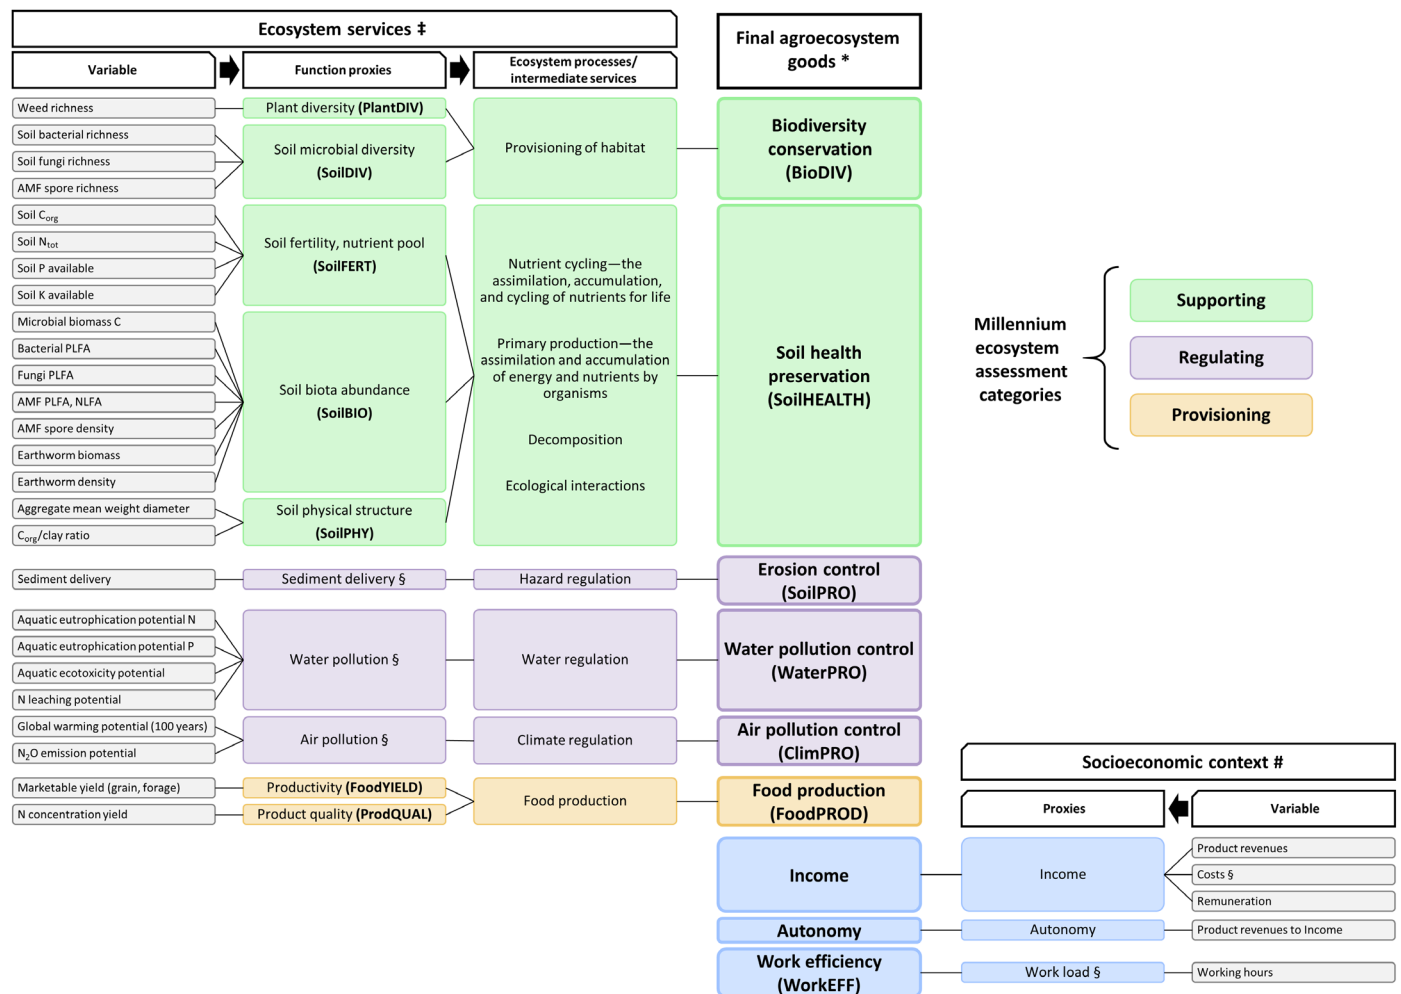 Ecosystem services ‡
Variable
Function proxies
Ecosystem processes/
intermediate services
Final agroecosystem
goods *
Weed richness
Soil bacterial richness
Soil fungi richness
AMF spore richness
Soil Corg
Soil Ntot
Soil P available
Soil K available
Microbial biomass C
Bacterial PLFA
Fungi PLFA
AMF PLFA, NLFA
AMF spore density
Earthworm biomass
Earthworm density
Aggregate mean weight diameter
Corg/clay ratio
Sediment delivery
Aquatic eutrophication potential N
Aquatic eutrophication potential P
Aquatic ecotoxicity potential
N leaching potential
Global warming potential (100 years)
N2O emission potential
Marketable yield (grain, forage)
N concentration yield
Plant diversity (PlantDIV)
Soil microbial diversity
(SoilDIV)
Soil fertility, nutrient pool
(SoilFERT)
Soil biota abundance
(SoilBIO)
Soil physical structure
(SoilPHY)
Sediment delivery §
Water pollution §
Air pollution §
Productivity (FoodYIELD)
Product quality (ProdQUAL)
Provisioning of habitat
Nutrient cycling—the
assimilation, accumulation,
and cycling of nutrients for life
Primary production—the
assimilation and accumulation
of energy and nutrients by
organisms
Decomposition
Ecological interactions
Hazard regulation
Water regulation
Climate regulation
Food production
Biodiversity
conservation
(BioDIV)
Soil health
preservation
(SoilHEALTH)
Erosion control
(SoilPRO)
Water pollution control
(WaterPRO)
Air pollution control
(ClimPRO)
Food production
(FoodPROD)
Income
Autonomy
Work efficiency
(WorkEFF)
Millennium
ecosystem
assessment
categories
Supporting
Regulating
Provisioning
Socioeconomic context #
Proxies
Variable
Income
Autonomy
Work load §
Product revenues
Costs §
Remuneration
Product revenues to Income
Working hours